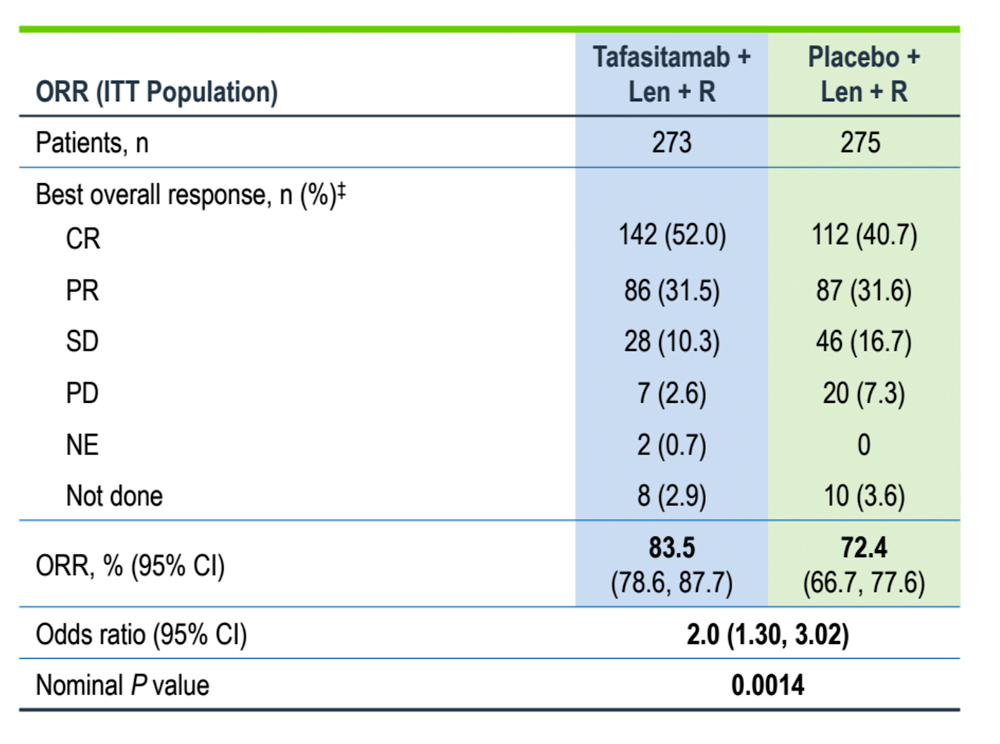 Tafasitamab + Placebo +
ORR (ITT Population) Len + R Len + R
Patients, n 273 275
Best overall response, n (%)‡
CR 142 (52.0) 112 (40.7)
PR 86 (31.5) 87 (31.6)
SD 28 (10.3) 46 (16.7)
PD 7 (2.6) 20 (7.3)
NE 2 (0.7) 0
Not done 8 (2.9) 10 (3.6)
ORR, % (95% CI) 83.5 72.4
(78.6, 87.7) (66.7, 77.6)
Odds ratio (95% CI) 2.0 (1.30, 3.02)
Nominal P value 0.0014